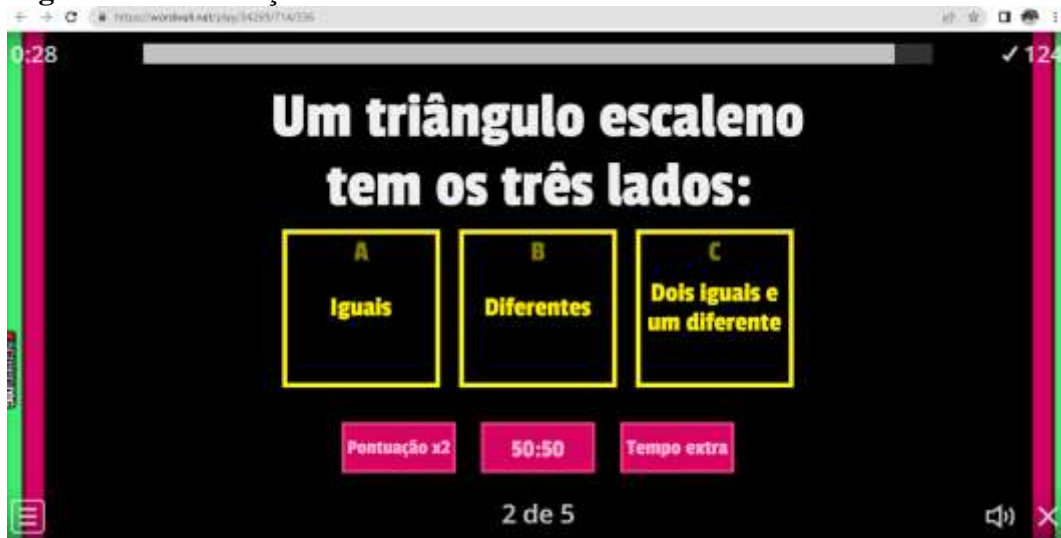 0:28
✓ 124
Um triângulo escaleno
tem os três lados:
A
Iguais
B
Diferentes
C
Dois iguais e
um diferente
Pontuação x2
50:50
Tempo extra
2 de 5